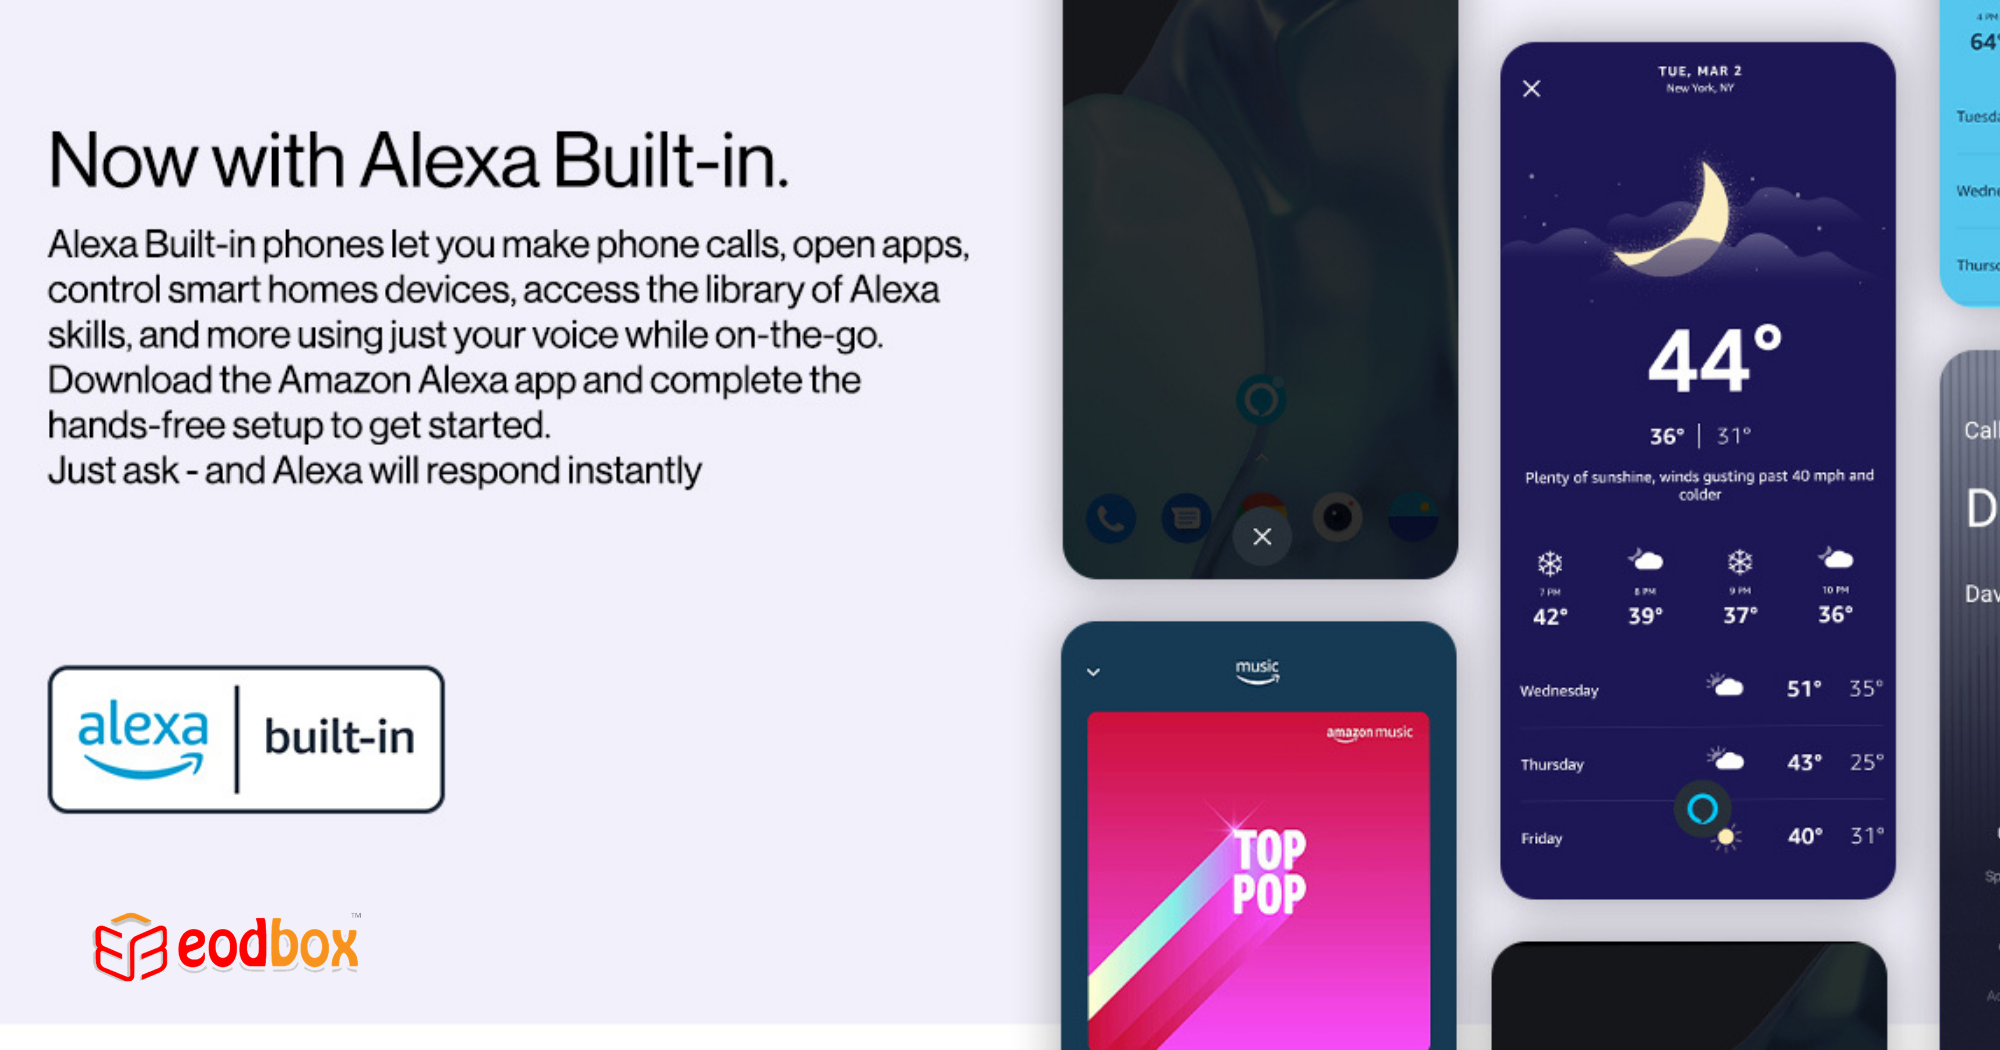 Now with Alexa Built-in.
Alexa Built-in phones let you make phone calls, open apps,
control smart homes devices, access the library of Alexa
skills, and more using just your voice while on-the-go.
Download the Amazon Alexa app and complete the
hands-free setup to get started.
Just ask - and Alexa will respond instantly
alexa | built-in
eodbox™
music
amazon music
TOP
POP
TUE, MAR 2
New York, NY
44°
36° | 31°
Plenty of sunshine, winds gusting past 40 mph and
colder
7 PM 8 PM 9 PM 10 PM
42° 39° 37° 36°
Wednesday 51° 35°
Thursday 43° 25°
Friday 40° 31°
4 PM
64°